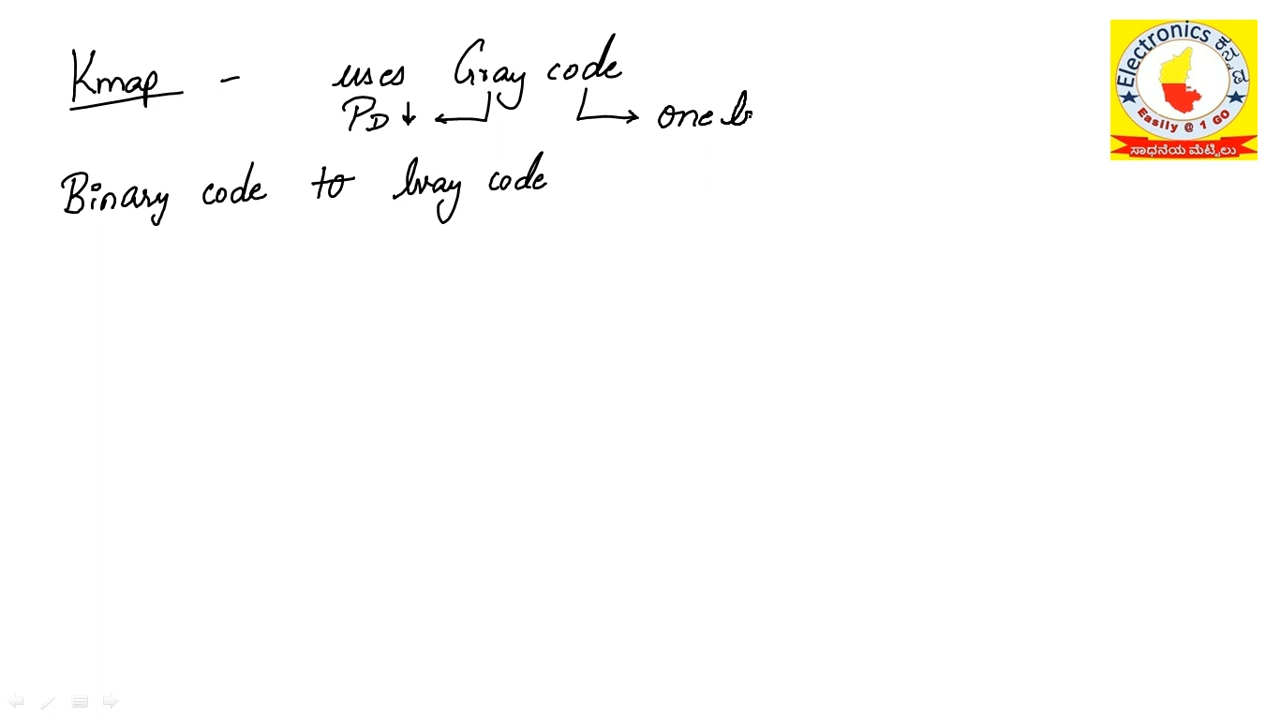 Kmap - uses Gray code
PD ↓ ← → one b
Binary code to Gray code
Electronics ಕನ್ನಡ
Easily @ 1 GO
ಸಾಧನೆಯ ಮೆಟ್ಟಿಲು